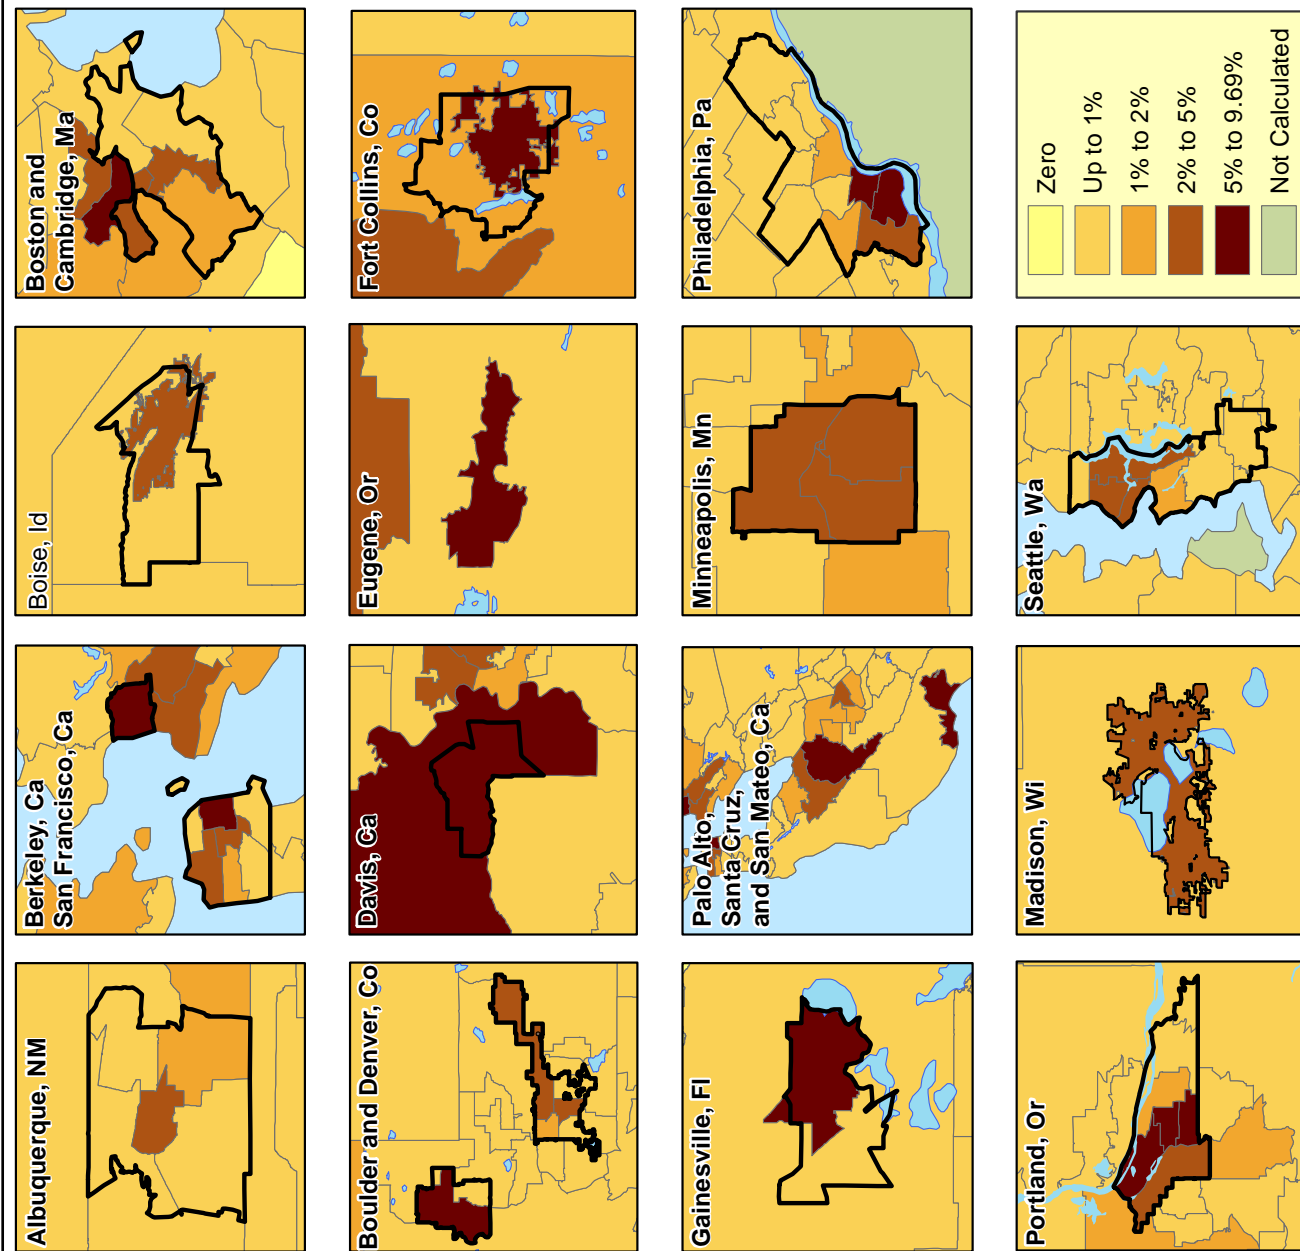 Albuquerque, NM
Berkeley, Ca
San Francisco, Ca
Boise, Id
Boston and
Cambridge, Ma
Boulder and Denver, Co
Davis, Ca
Eugene, Or
Fort Collins, Co
Gainesville, Fl
Palo Alto,
Santa Cruz,
and San Mateo, Ca
Minneapolis, Mn
Philadelphia, Pa
Portland, Or
Madison, Wi
Seattle, Wa
Zero
Up to 1%
1% to 2%
2% to 5%
5% to 9.69%
Not Calculated